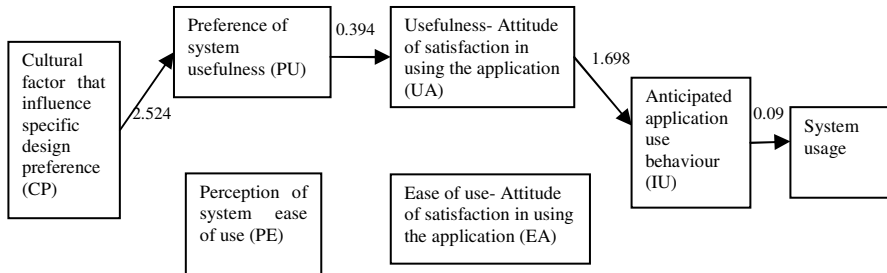 Cultural
factor that
influence
specific
design
preference
(CP)
2.524
Preference of
system
usefulness (PU)
0.394
Usefulness- Attitude
of satisfaction in
using the application
(UA)
1.698
Anticipated
application
use
behaviour
(IU)
0.09
System
usage
Perception of
system ease
of use (PE)
Ease of use- Attitude
of satisfaction in using
the application (EA)